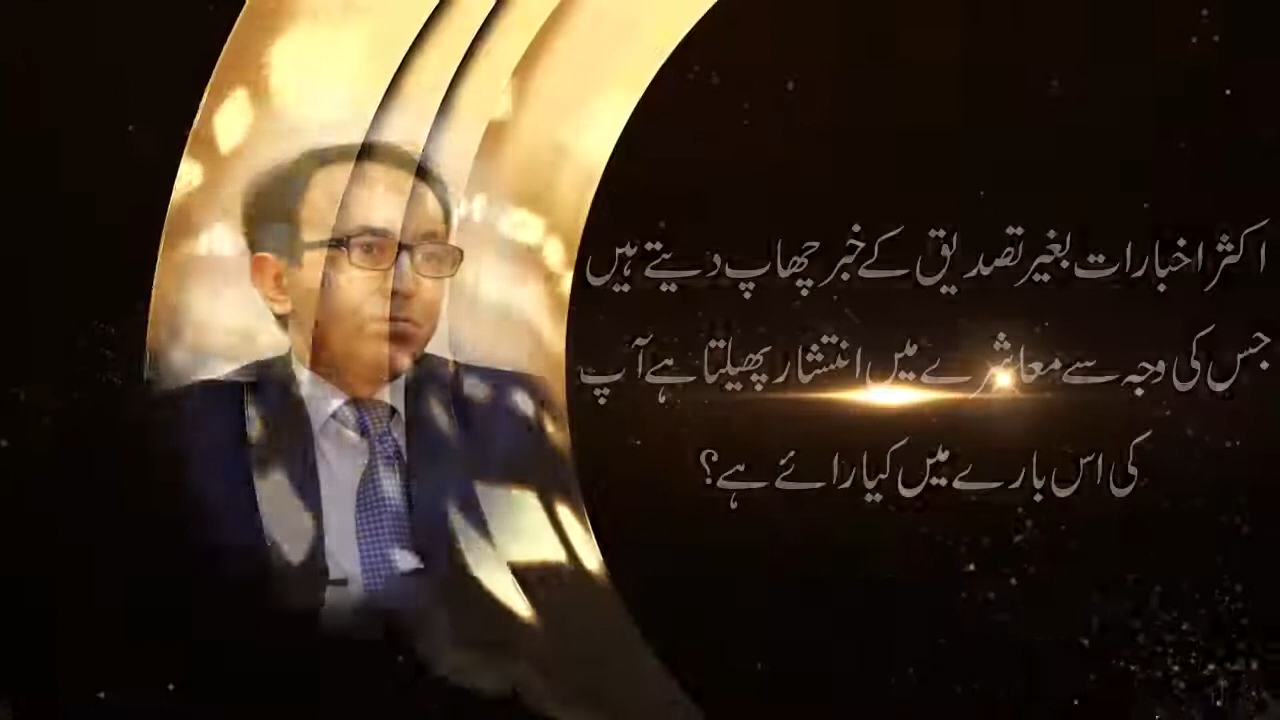 اکثر اخبارات بغیر تصدیق کے خبر چھاپ دیتے ہیں
جس کی وجہ سے معاشرے میں انتشار پھیلتا ہے آپ
کی اس بارے میں کیا رائے ہے؟